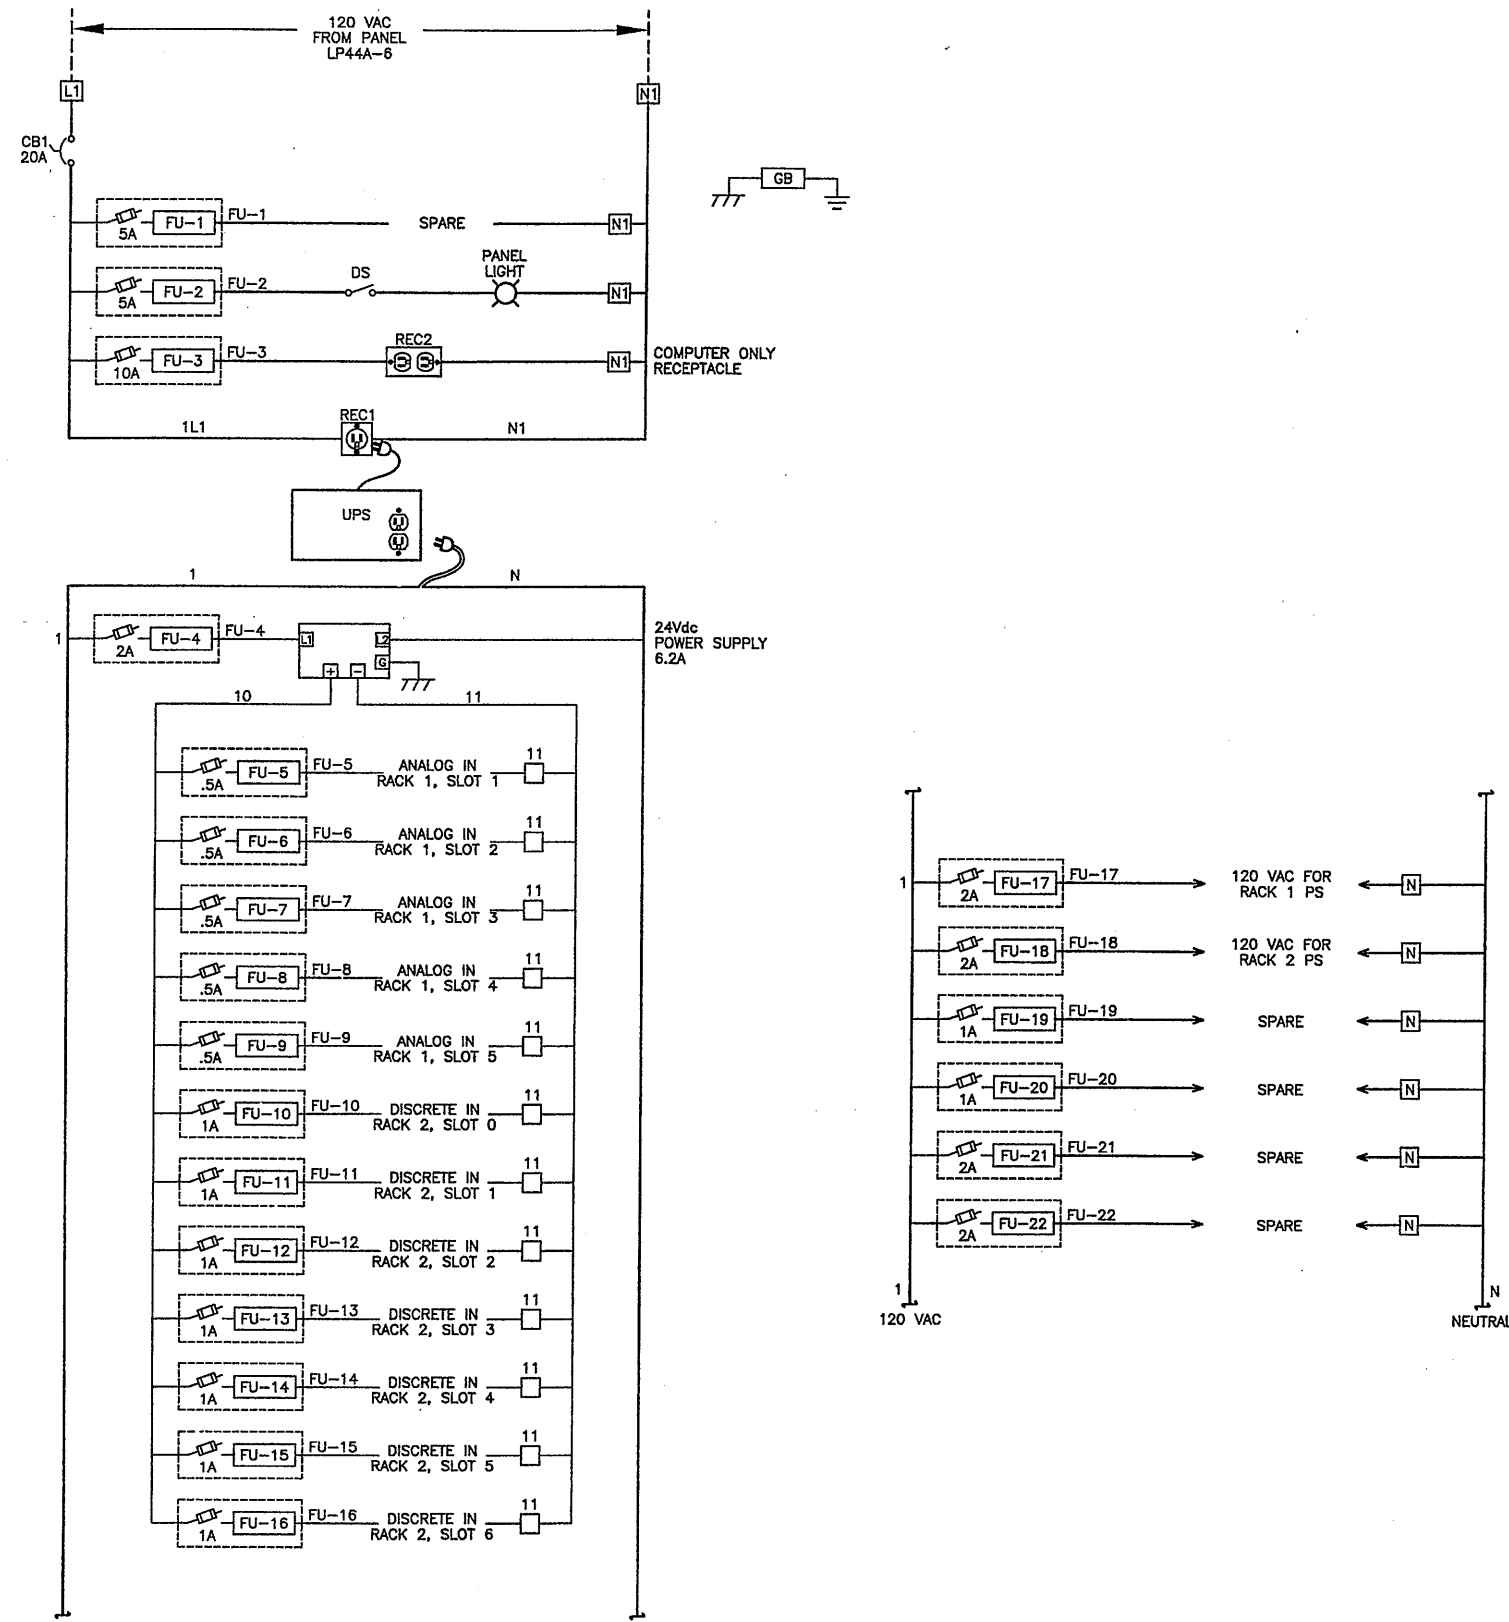 120 VAC
FROM PANEL
LP44A-6
L1
N1
CB1
20A
GB
FU-1
FU-1
5A
SPARE
N1
FU-2
FU-2
5A
DS
PANEL
LIGHT
N1
FU-3
FU-3
10A
REC2
N1
COMPUTER ONLY
RECEPTACLE
1L1
REC1
N1
UPS
1
N
1
FU-4
FU-4
2A
L1
L2
G
+
-
24Vdc
POWER SUPPLY
6.2A
10
11
FU-5
FU-5
.5A
ANALOG IN
RACK 1, SLOT 1
11
FU-6
FU-6
.5A
ANALOG IN
RACK 1, SLOT 2
11
FU-7
FU-7
.5A
ANALOG IN
RACK 1, SLOT 3
11
FU-8
FU-8
.5A
ANALOG IN
RACK 1, SLOT 4
11
FU-9
FU-9
.5A
ANALOG IN
RACK 1, SLOT 5
11
FU-10
FU-10
1A
DISCRETE IN
RACK 2, SLOT 0
11
FU-11
FU-11
1A
DISCRETE IN
RACK 2, SLOT 1
11
FU-12
FU-12
1A
DISCRETE IN
RACK 2, SLOT 2
11
FU-13
FU-13
1A
DISCRETE IN
RACK 2, SLOT 3
11
FU-14
FU-14
1A
DISCRETE IN
RACK 2, SLOT 4
11
FU-15
FU-15
1A
DISCRETE IN
RACK 2, SLOT 5
11
FU-16
FU-16
1A
DISCRETE IN
RACK 2, SLOT 6
11
1
FU-17
FU-17
2A
120 VAC FOR
RACK 1 PS
N
FU-18
FU-18
2A
120 VAC FOR
RACK 2 PS
N
FU-19
FU-19
1A
SPARE
N
FU-20
FU-20
1A
SPARE
N
FU-21
FU-21
2A
SPARE
N
FU-22
FU-22
2A
SPARE
N
1
120 VAC
N
NEUTRAL